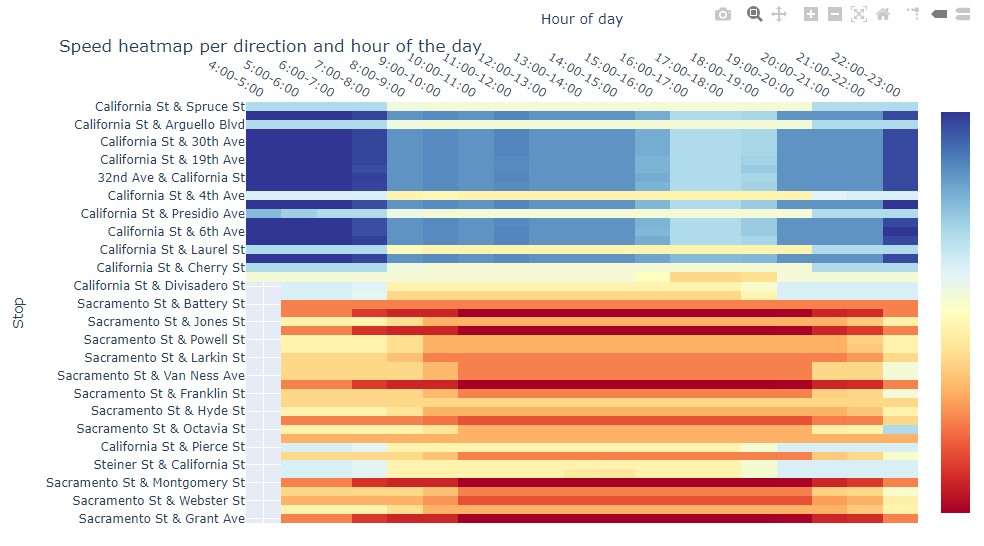 Hour of day
Speed heatmap per direction and hour of the day
4:00-5:00
5:00-6:00
6:00-7:00
7:00-8:00
8:00-9:00
9:00-10:00
10:00-11:00
11:00-12:00
12:00-13:00
13:00-14:00
14:00-15:00
15:00-16:00
16:00-17:00
17:00-18:00
18:00-19:00
19:00-20:00
20:00-21:00
22:00-23:00
Stop
California St & Spruce St
California St & Arguello Blvd
California St & 30th Ave
California St & 19th Ave
32nd Ave & California St
California St & 4th Ave
California St & Presidio Ave
California St & 6th Ave
California St & Laurel St
California St & Cherry St
California St & Divisadero St
Sacramento St & Battery St
Sacramento St & Jones St
Sacramento St & Powell St
Sacramento St & Larkin St
Sacramento St & Van Ness Ave
Sacramento St & Franklin St
Sacramento St & Hyde St
Sacramento St & Octavia St
California St & Pierce St
Steiner St & California St
Sacramento St & Montgomery St
Sacramento St & Webster St
Sacramento St & Grant Ave